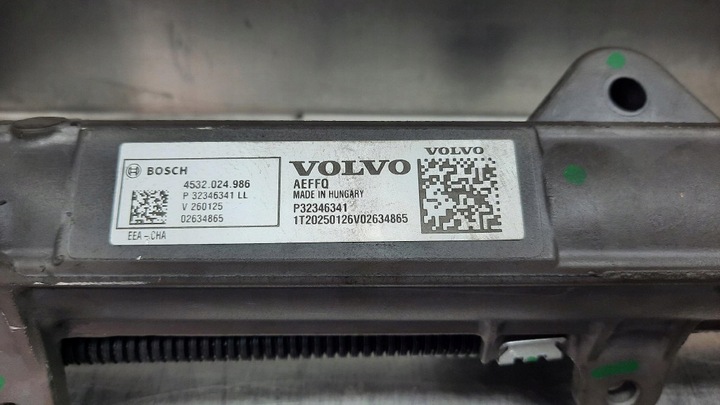 BOSCH
4532.024.986
P 32346341 LL
V 260125
02634865
EEA - CHA
VOLVO
AEFFQ
MADE IN HUNGARY
P32346341
1T20250126V02634865
VOLVO